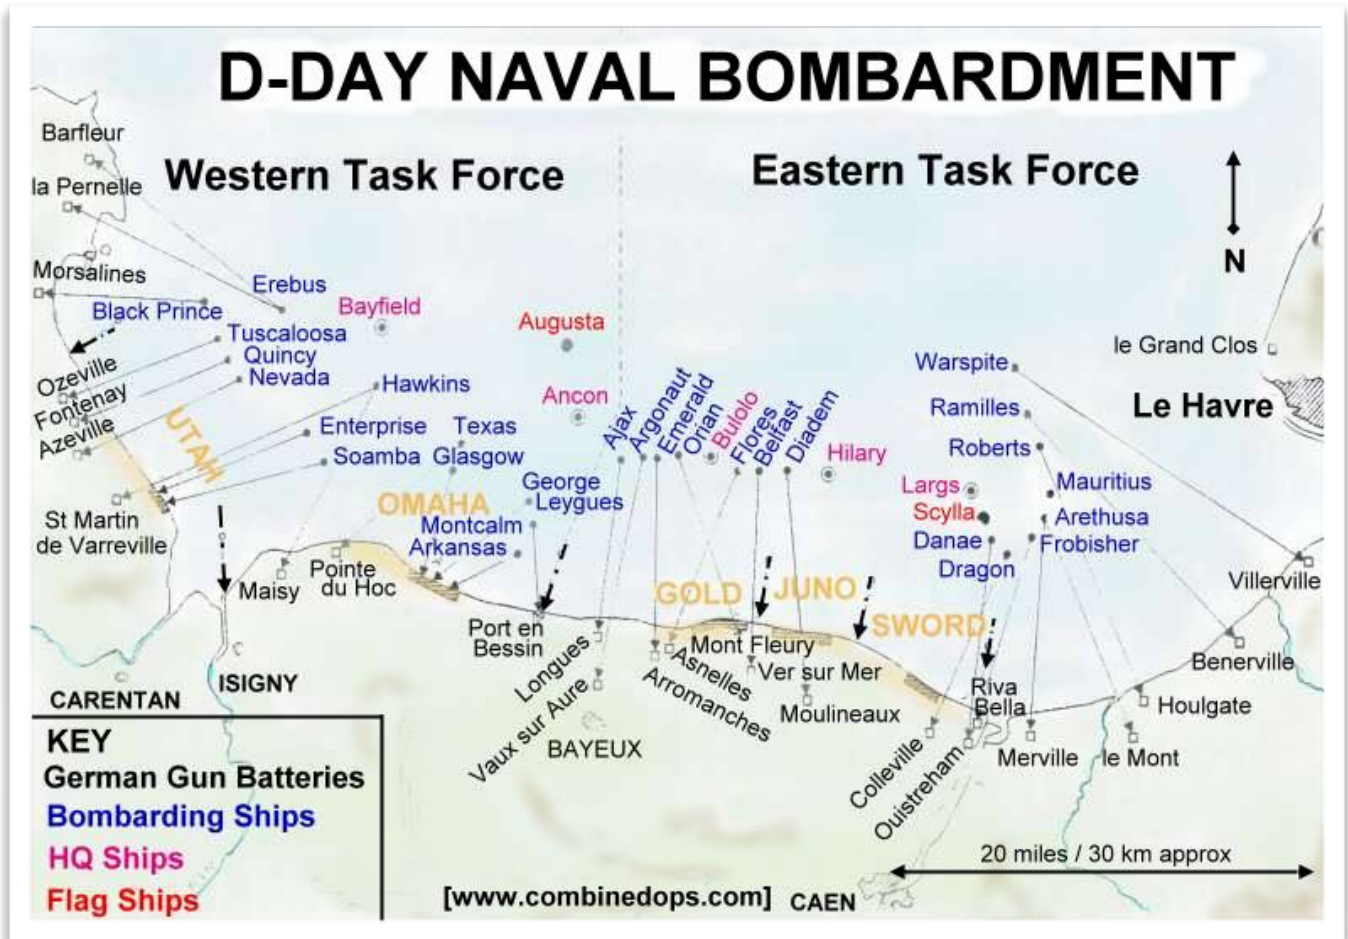 D-DAY NAVAL BOMBARDMENT
Western Task Force
Eastern Task Force
N
Barfleur
la Pernelle
Morsalines
Erebus
Black Prince
Bayfield
Augusta
Tuscaloosa
Quincy
Nevada
Ozeville
Fontenay
Azeville
UTAH
Hawkins
Enterprise
Soamba
Texas
Glasgow
Ancon
OMAHA
George
Leygues
Montcalm
Arkansas
St Martin
de Varreville
Maisy
Pointe
du Hoc
Port en
Bessin
Ajax
Argonaut
Emerald
Orian
Bulolo
Flores
Belfast
Diadem
Hilary
Warspite
Ramilles
Roberts
Mauritius
Largs
Scylla
Arethusa
Danae
Frobisher
Dragon
le Grand Clos
Le Havre
GOLD
JUNO
SWORD
Longues
Vaux sur Aure
Mont Fleury
Asnelles
Arromanches
Ver sur Mer
Moulineaux
BAYEUX
Riva
Bella
Colleville
Ouistreham
Merville
le Mont
Houlgate
Benerville
Villerville
CARENTAN
ISIGNY
KEY
German Gun Batteries
Bombarding Ships
HQ Ships
Flag Ships
[www.combinedops.com]
CAEN
20 miles / 30 km approx